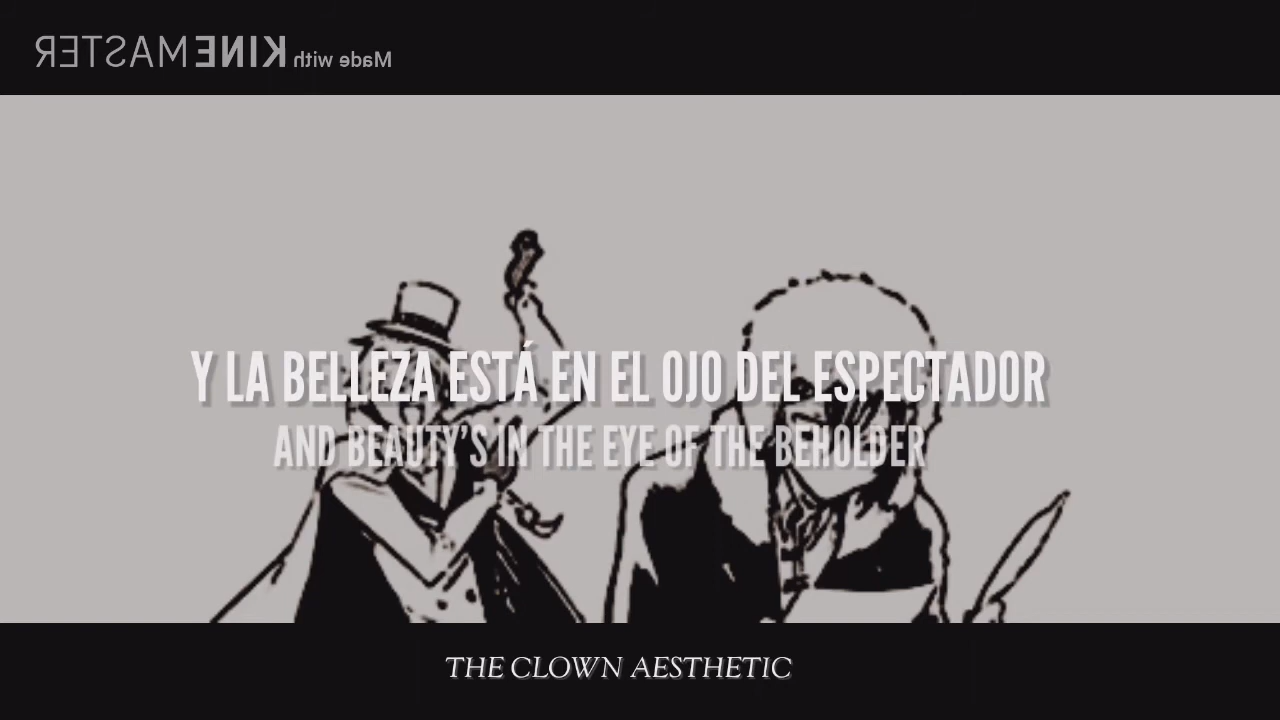 Made with KINEMASTER
Y LA BELLEZA ESTÁ EN EL OJO DEL ESPECTADOR
AND BEAUTY'S IN THE EYE OF THE BEHOLDER
THE CLOWN AESTHETIC